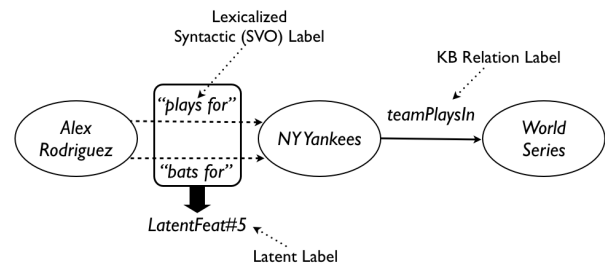 Lexicalized
Syntactic (SVO) Label
KB Relation Label
"plays for"
teamPlaysIn
Alex
Rodriguez
NY Yankees
World
Series
"bats for"
LatentFeat#5
Latent Label